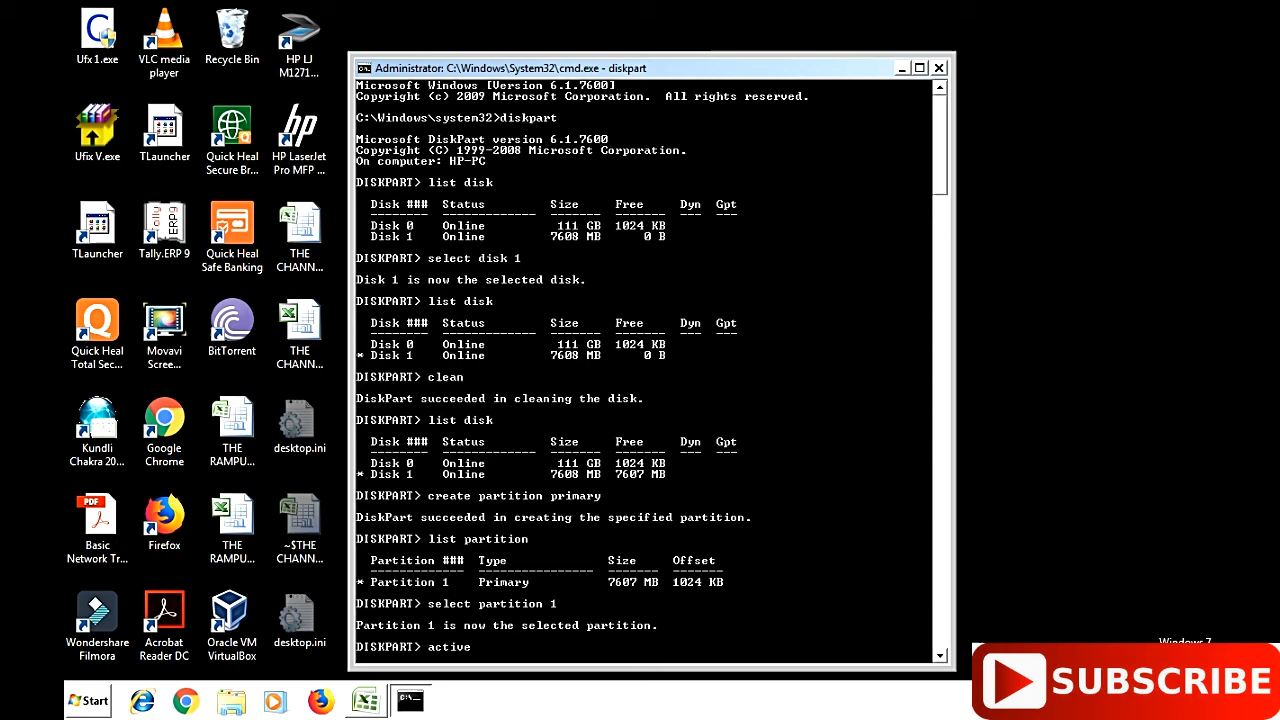 Ufx 1.exe
VLC media
player
Recycle Bin
HP LJ
M1271...
Ufix V.exe
TLauncher
Quick Heal
Secure Br...
hp
HP LaserJet
Pro MFP ...
TLauncher
Tally.ERP 9
Quick Heal
Safe Banking
THE
CHANN...
Quick Heal
Total Sec...
Movavi
Scree...
BitTorrent
THE
CHANN...
Kundli
Chakra 20...
Google
Chrome
THE
RAMPU...
desktop.ini
PDF
Basic
Network Tr...
Firefox
THE
RAMPU...
~$THE
CHANN...
Wondershare
Filmora
Acrobat
Reader DC
Oracle VM
VirtualBox
desktop.ini
Administrator: C:\Windows\System32\cmd.exe - diskpart
Microsoft Windows [Version 6.1.7600]
Copyright (c) 2009 Microsoft Corporation.  All rights reserved.
C:\Windows\system32>diskpart
Microsoft DiskPart version 6.1.7600
Copyright (C) 1999-2008 Microsoft Corporation.
On computer: HP-PC
DISKPART> list disk
Disk ###  Status  Size  Free  Dyn  Gpt
--------  -------------  -------  -------  ---  ---
Disk 0  Online  111 GB  1024 KB
Disk 1  Online  7608 MB  0 B
DISKPART> select disk 1
Disk 1 is now the selected disk.
DISKPART> list disk
Disk ###  Status  Size  Free  Dyn  Gpt
--------  -------------  -------  -------  ---  ---
Disk 0  Online  111 GB  1024 KB
* Disk 1  Online  7608 MB  0 B
DISKPART> clean
DiskPart succeeded in cleaning the disk.
DISKPART> list disk
Disk ###  Status  Size  Free  Dyn  Gpt
--------  -------------  -------  -------  ---  ---
Disk 0  Online  111 GB  1024 KB
* Disk 1  Online  7608 MB  7607 MB
DISKPART> create partition primary
DiskPart succeeded in creating the specified partition.
DISKPART> list partition
Partition ###  Type  Size  Offset
-------------  ----------------  -------  -------
* Partition 1  Primary  7607 MB  1024 KB
DISKPART> select partition 1
Partition 1 is now the selected partition.
DISKPART> active
Windows 7
SUBSCRIBE
Start